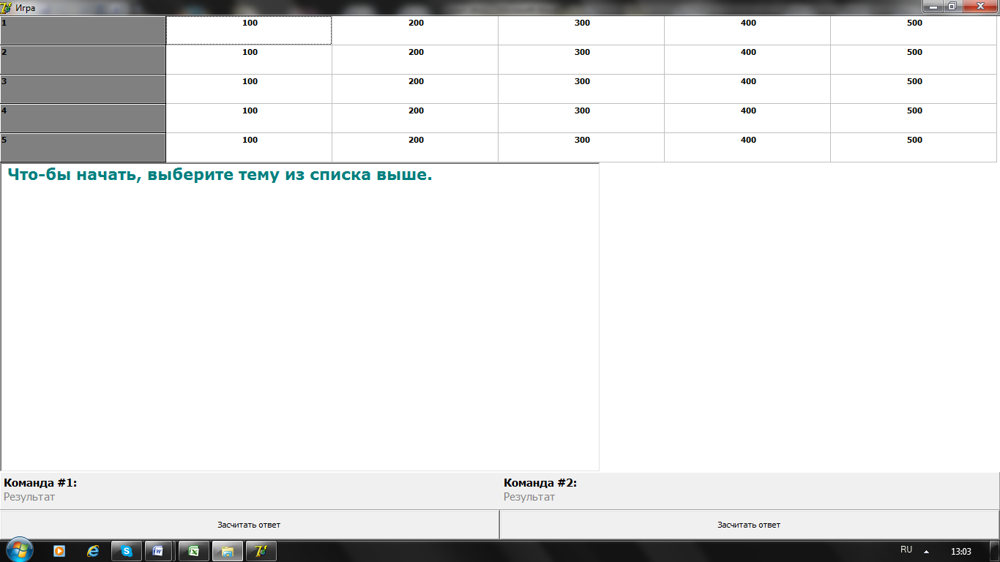 Игра
1 100 200 300 400 500
2 100 200 300 400 500
3 100 200 300 400 500
4 100 200 300 400 500
5 100 200 300 400 500
Что-бы начать, выберите тему из списка выше.
Команда #1: Команда #2:
Результат Результат
Засчитать ответ Засчитать ответ
RU 13:03